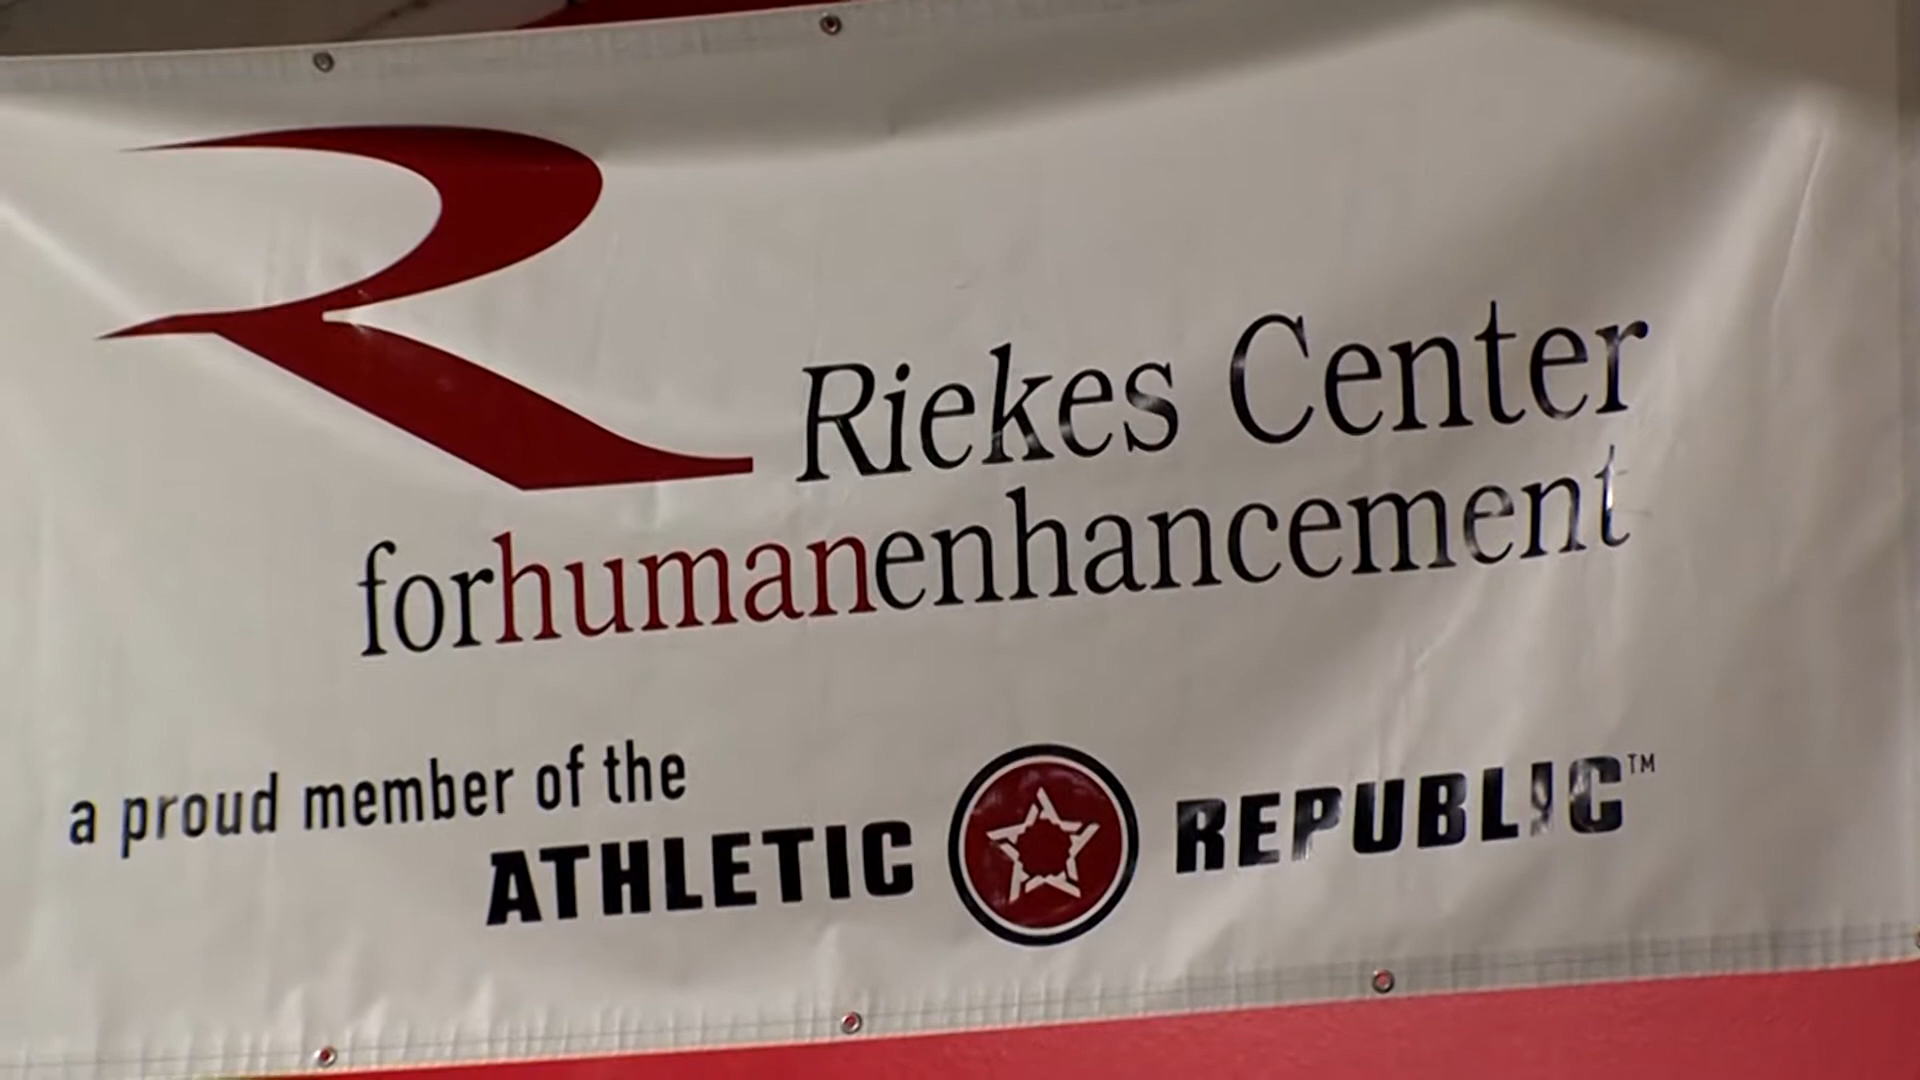 Riekes Center
forhumanenhancement
a proud member of the
ATHLETIC REPUBLIC™